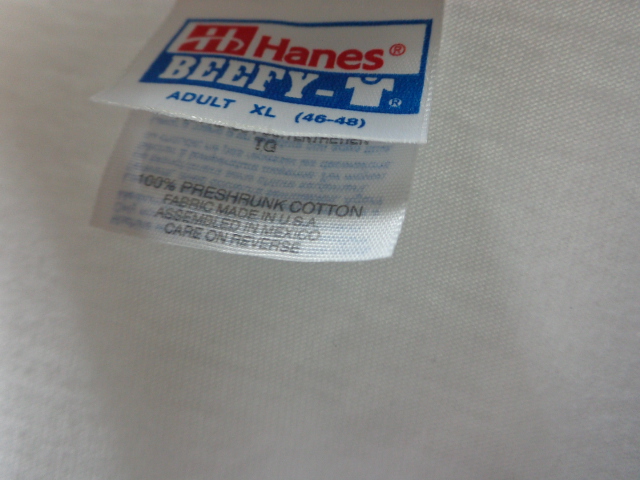 Hanes®
BEEFY-T®
ADULT XL (46-48)
TG
100% PRESHRUNK COTTON
FABRIC MADE IN U.S.A
ASSEMBLED IN MEXICO
CARE ON REVERSE